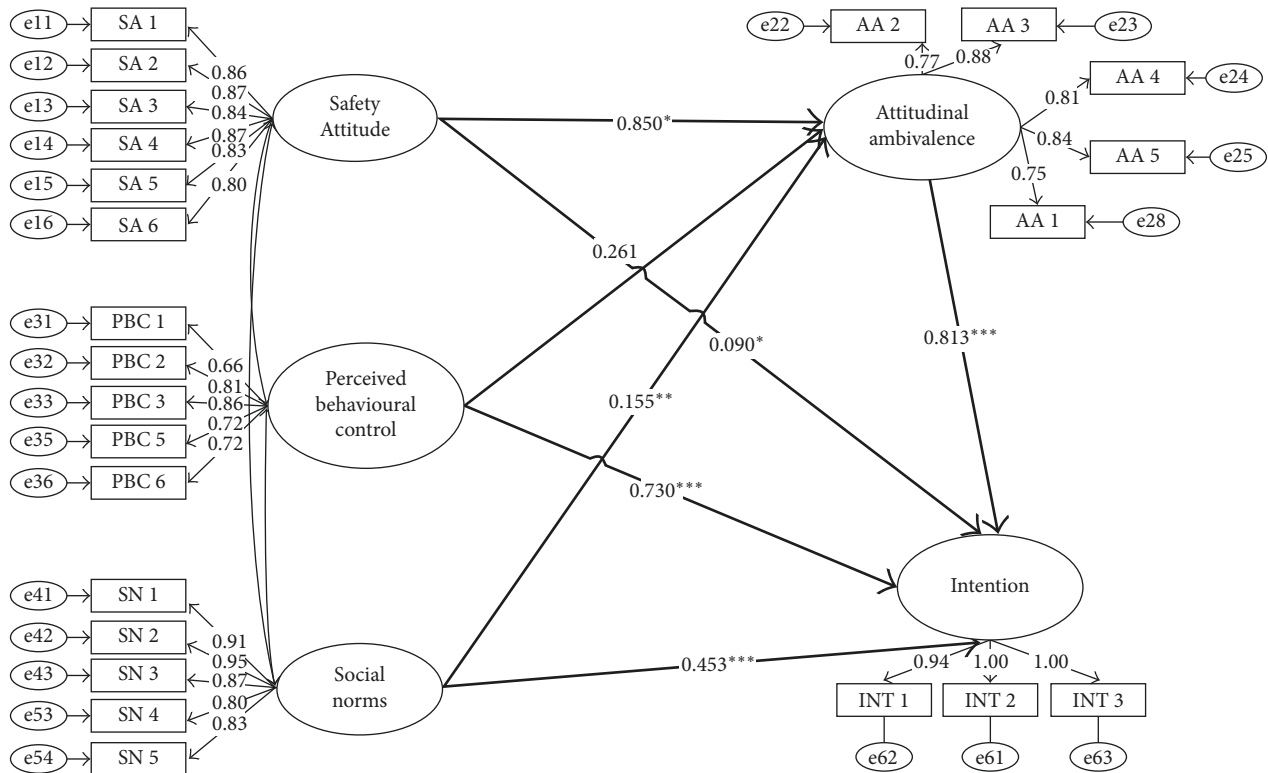 e11
SA 1
e12
SA 2
e13
SA 3
e14
SA 4
e15
SA 5
e16
SA 6
0.86
0.87
0.84
0.87
0.83
0.80
Safety
Attitude
e31
PBC 1
e32
PBC 2
e33
PBC 3
e35
PBC 5
e36
PBC 6
0.66
0.81
0.86
0.72
0.72
Perceived
behavioural
control
e41
SN 1
e42
SN 2
e43
SN 3
e53
SN 4
e54
SN 5
0.91
0.95
0.87
0.80
0.83
Social
norms
0.850*
0.261
0.090*
0.155**
0.730***
0.453***
0.813***
e22
AA 2
AA 3
e23
0.77
0.88
AA 4
e24
0.81
Attitudinal
ambivalence
0.84
AA 5
e25
0.75
AA 1
e28
Intention
0.94
1.00
1.00
INT 1
INT 2
INT 3
e62
e61
e63